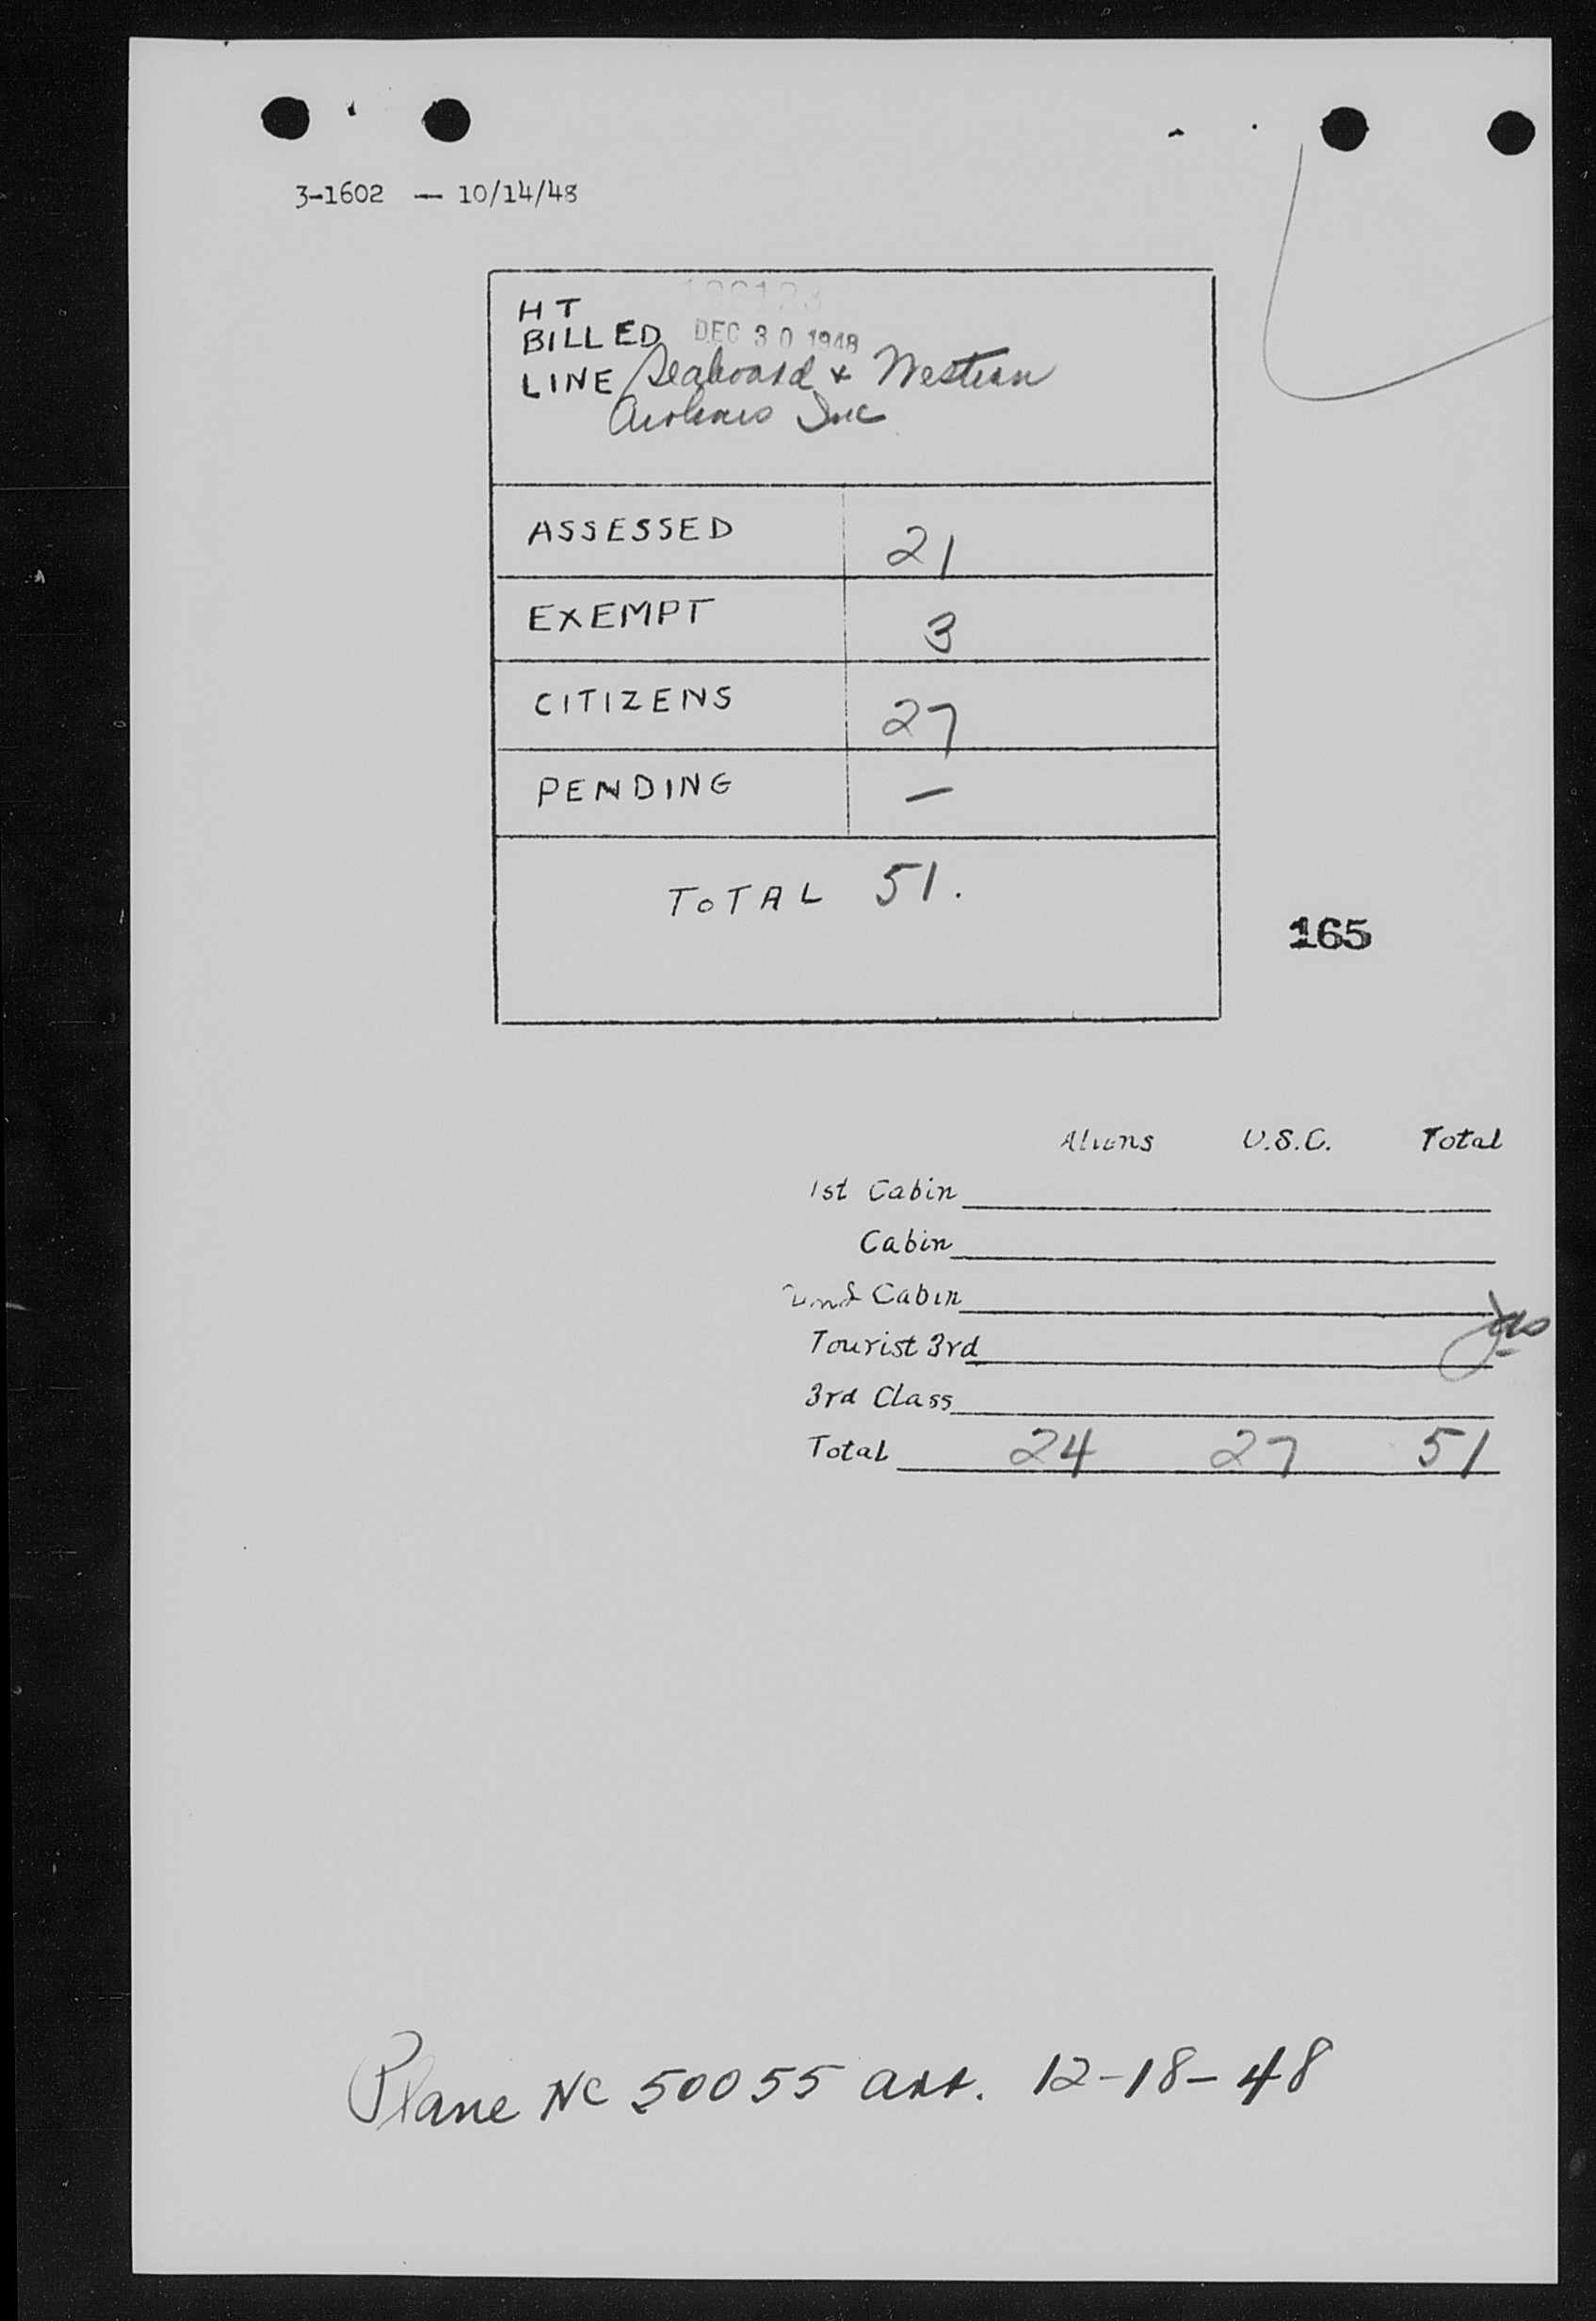 3-1602 — 10/14/48
HT
BILLED DEC 30 1948
LINE Seaboard & Western
Airlines Inc
ASSESSED 21
EXEMPT 3
CITIZENS 27
PENDING —
TOTAL 51.
165
Aliens U.S.C. Total
1st Cabin
Cabin
Cabin
Tourist 3rd
3rd Class
Total 24 27 51
Plane NC 50055 arr. 12-18-48